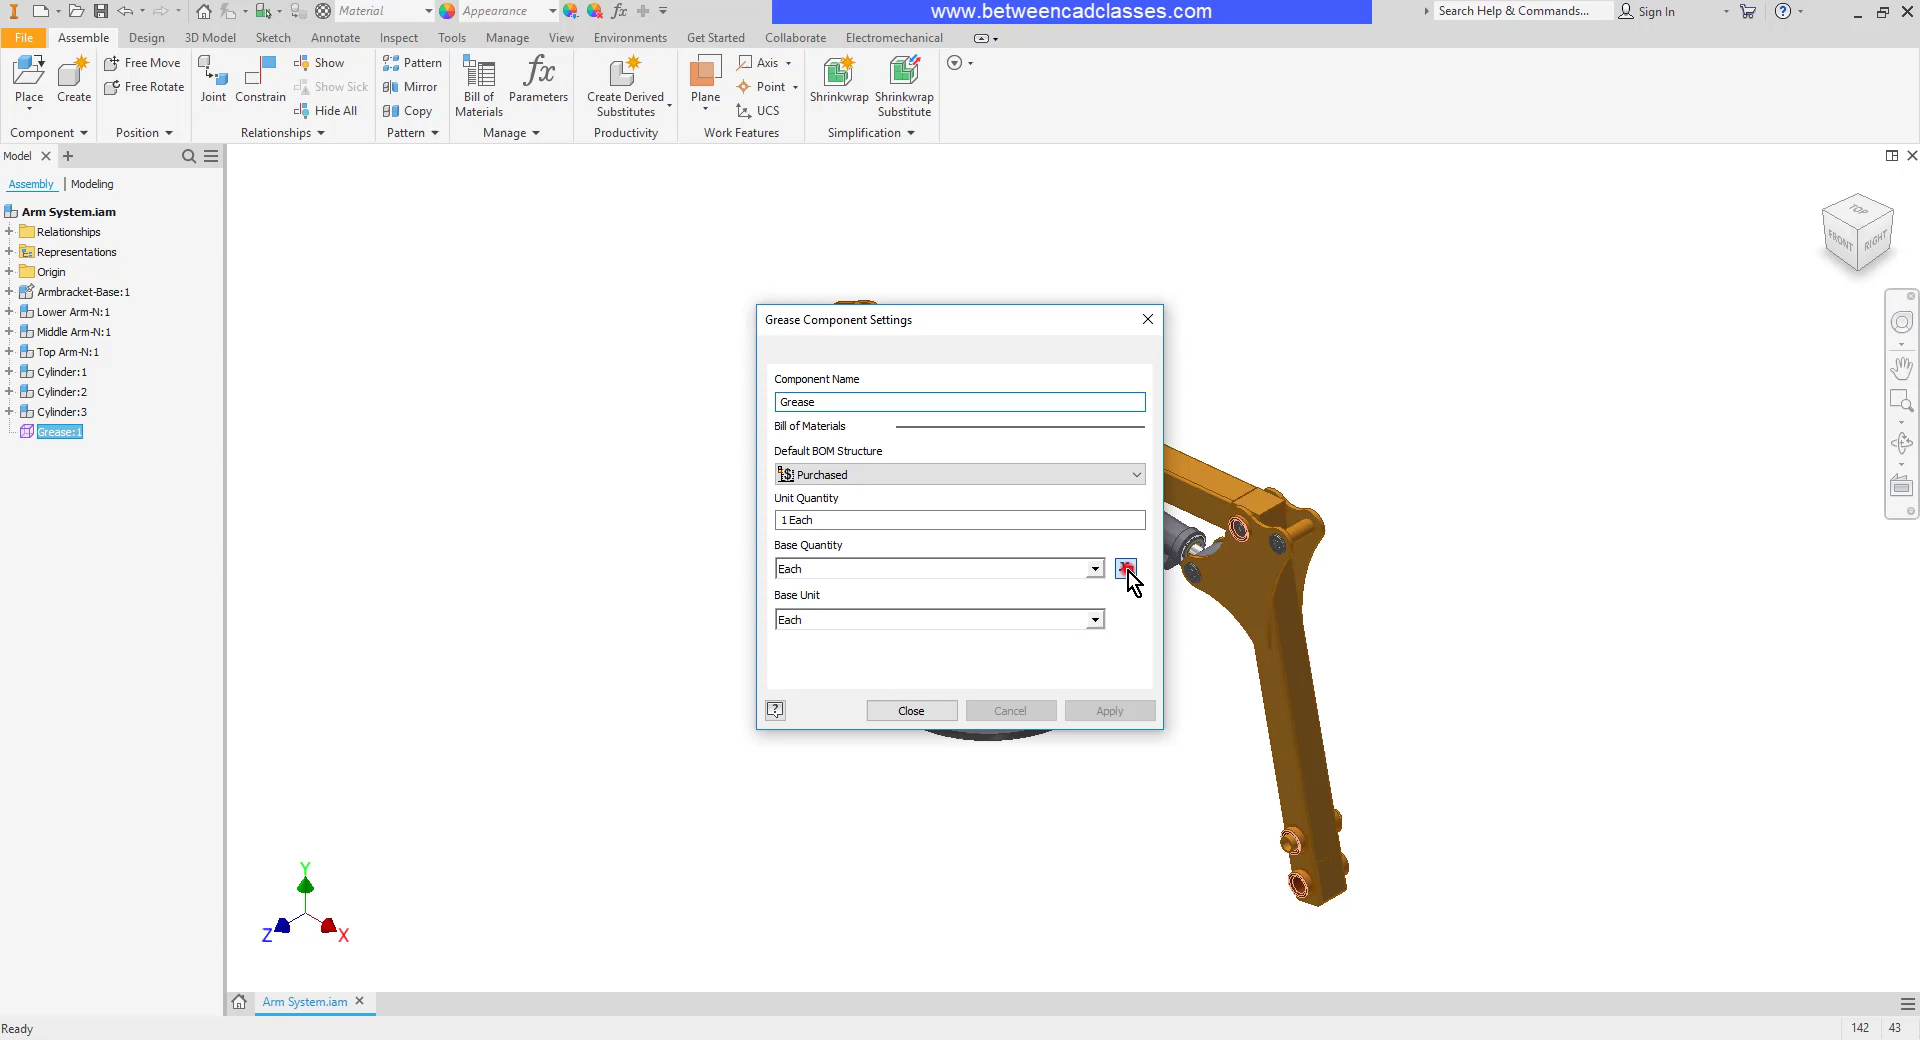 Material
Appearance
fx
www.betweencadclasses.com
Search Help & Commands...
Sign In
File
Assemble
Design
3D Model
Sketch
Annotate
Inspect
Tools
Manage
View
Environments
Get Started
Collaborate
Electromechanical
Place
Create
Free Move
Free Rotate
Joint
Constrain
Show
Show Sick
Hide All
Pattern
Mirror
Copy
Bill of
Materials
fx
Parameters
Create Derived
Substitutes
Plane
Axis
Point
UCS
Shrinkwrap
Shrinkwrap
Substitute
Component
Position
Relationships
Pattern
Manage
Productivity
Work Features
Simplification
Model
Assembly | Modeling
Arm System.iam
Relationships
Representations
Origin
Armbracket-Base:1
Lower Arm-N:1
Middle Arm-N:1
Top Arm-N:1
Cylinder:1
Cylinder:2
Cylinder:3
Grease:1
TOP
FRONT
RIGHT
Grease Component Settings
Component Name
Grease
Bill of Materials
Default BOM Structure
Purchased
Unit Quantity
1 Each
Base Quantity
Each
Base Unit
Each
?
Close
Cancel
Apply
Y
Z
X
Arm System.iam
Ready
142
43